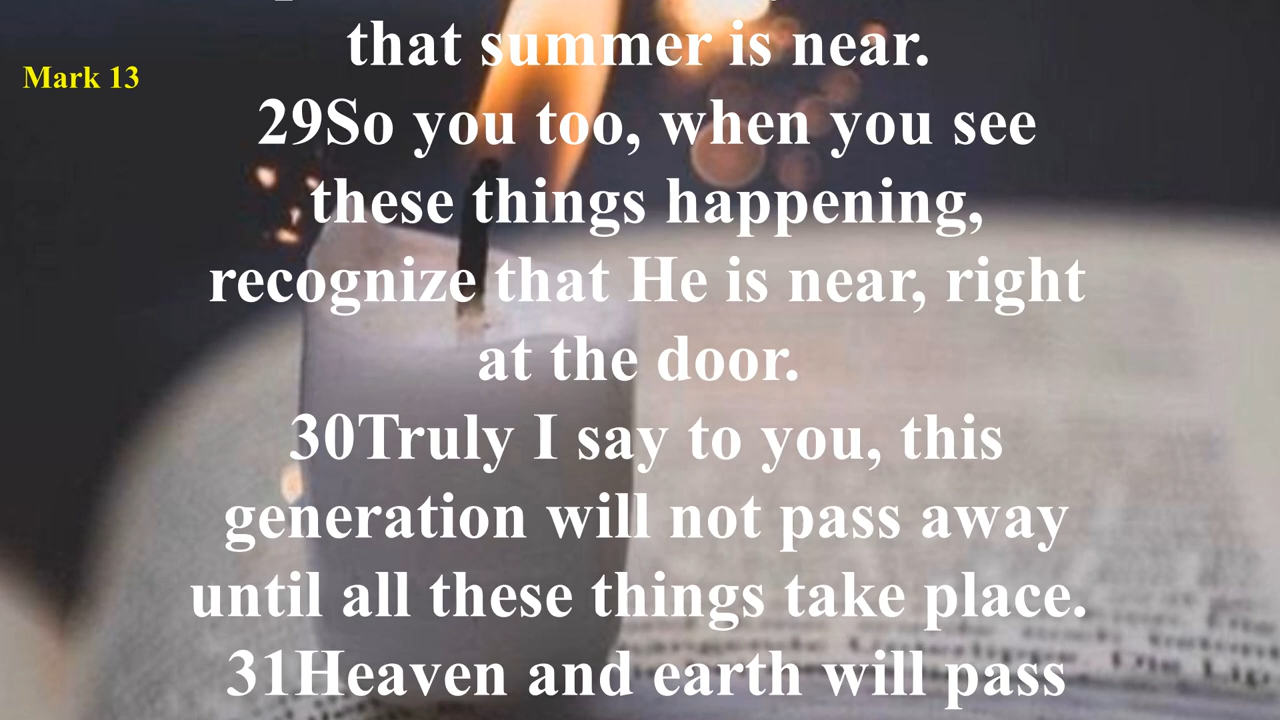 that summer is near.
Mark 13
29So you too, when you see
these things happening,
recognize that He is near, right
at the door.
30Truly I say to you, this
generation will not pass away
until all these things take place.
31Heaven and earth will pass